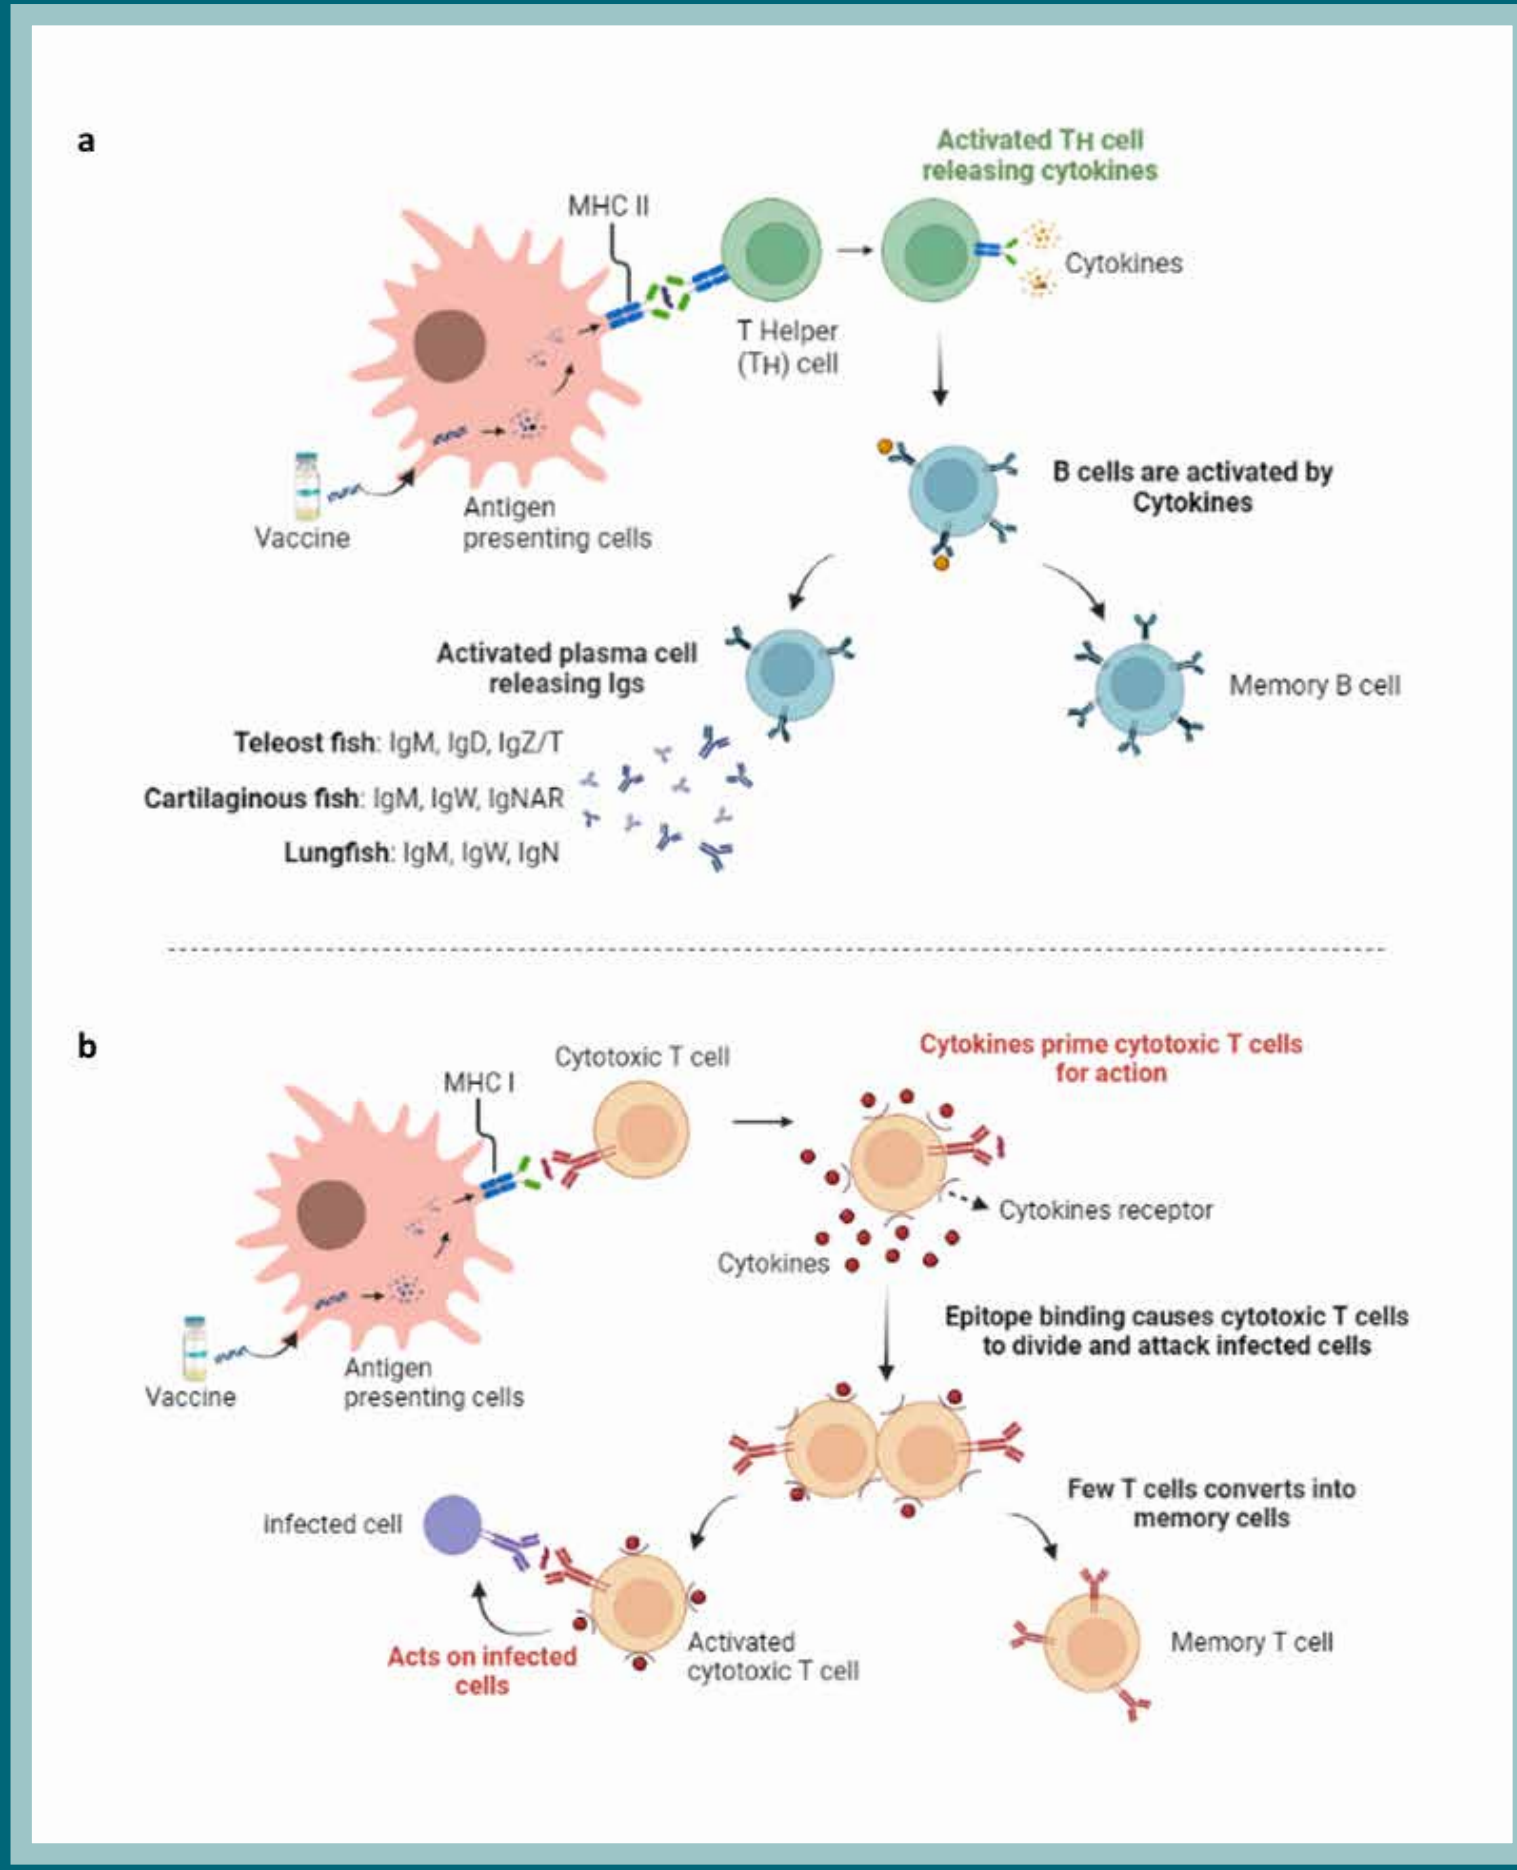 a
Activated TH cell
releasing cytokines
MHC II
Cytokines
T Helper
(TH) cell
B cells are activated by
Cytokines
Vaccine
Antigen
presenting cells
Activated plasma cell
releasing Igs
Memory B cell
Teleost fish: IgM, IgD, IgZ/T
Cartilaginous fish: IgM, IgW, IgNAR
Lungfish: IgM, IgW, IgN
b
Cytotoxic T cell
MHC I
Cytokines prime cytotoxic T cells
for action
Cytokines receptor
Cytokines
Epitope binding causes cytotoxic T cells
to divide and attack infected cells
Vaccine
Antigen
presenting cells
Few T cells converts into
memory cells
Infected cell
Acts on infected
cells
Activated
cytotoxic T cell
Memory T cell